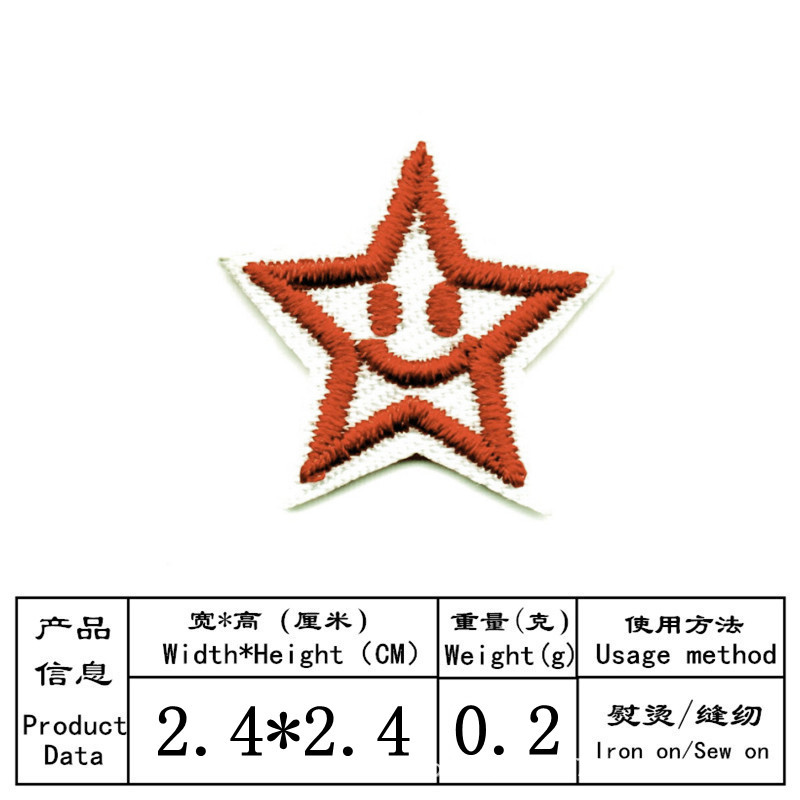 产品
信息
Product
Data
宽*高 (厘米)
Width*Height (CM)
2.4*2.4
重量(克)
Weight(g)
0.2
使用方法
Usage method
熨烫/缝纫
Iron on/Sew on